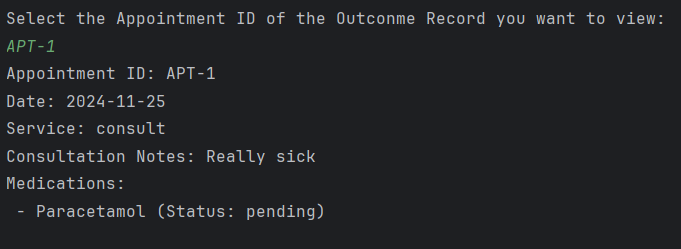 Select the Appointment ID of the Outconme Record you want to view:
APT-1
Appointment ID: APT-1
Date: 2024-11-25
Service: consult
Consultation Notes: Really sick
Medications:
 - Paracetamol (Status: pending)